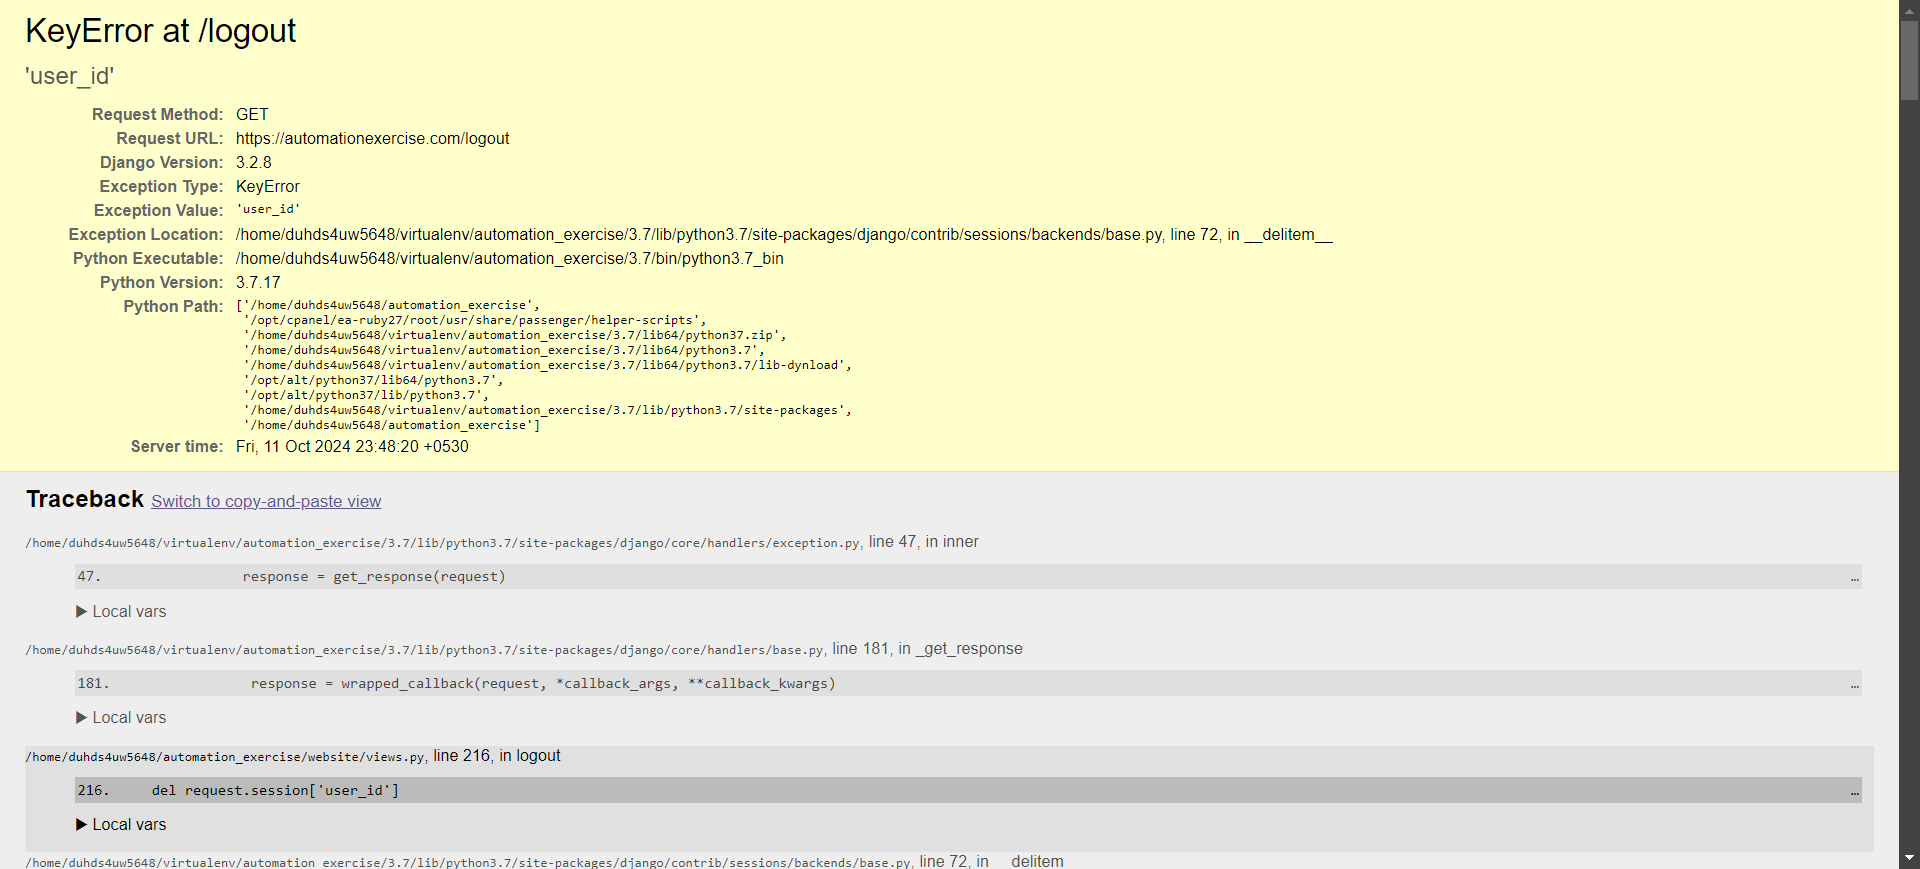 KeyError at /logout
'user_id'
Request Method: GET
Request URL: https://automationexercise.com/logout
Django Version: 3.2.8
Exception Type: KeyError
Exception Value: 'user_id'
Exception Location: /home/duhds4uw5648/virtualenv/automation_exercise/3.7/lib/python3.7/site-packages/django/contrib/sessions/backends/base.py, line 72, in __delitem__
Python Executable: /home/duhds4uw5648/virtualenv/automation_exercise/3.7/bin/python3.7_bin
Python Version: 3.7.17
Python Path: ['/home/duhds4uw5648/automation_exercise',
'/opt/cpanel/ea-ruby27/root/usr/share/passenger/helper-scripts',
'/home/duhds4uw5648/virtualenv/automation_exercise/3.7/lib64/python37.zip',
'/home/duhds4uw5648/virtualenv/automation_exercise/3.7/lib64/python3.7',
'/home/duhds4uw5648/virtualenv/automation_exercise/3.7/lib64/python3.7/lib-dynload',
'/opt/alt/python37/lib64/python3.7',
'/opt/alt/python37/lib/python3.7',
'/home/duhds4uw5648/virtualenv/automation_exercise/3.7/lib/python3.7/site-packages',
'/home/duhds4uw5648/automation_exercise']
Server time: Fri, 11 Oct 2024 23:48:20 +0530
Traceback Switch to copy-and-paste view
/home/duhds4uw5648/virtualenv/automation_exercise/3.7/lib/python3.7/site-packages/django/core/handlers/exception.py, line 47, in inner
47. response = get_response(request) …
▶ Local vars
/home/duhds4uw5648/virtualenv/automation_exercise/3.7/lib/python3.7/site-packages/django/core/handlers/base.py, line 181, in _get_response
181. response = wrapped_callback(request, *callback_args, **callback_kwargs) …
▶ Local vars
/home/duhds4uw5648/automation_exercise/website/views.py, line 216, in logout
216. del request.session['user_id'] …
▶ Local vars
/home/duhds4uw5648/virtualenv/automation_exercise/3.7/lib/python3.7/site-packages/django/contrib/sessions/backends/base.py, line 72, in __delitem__